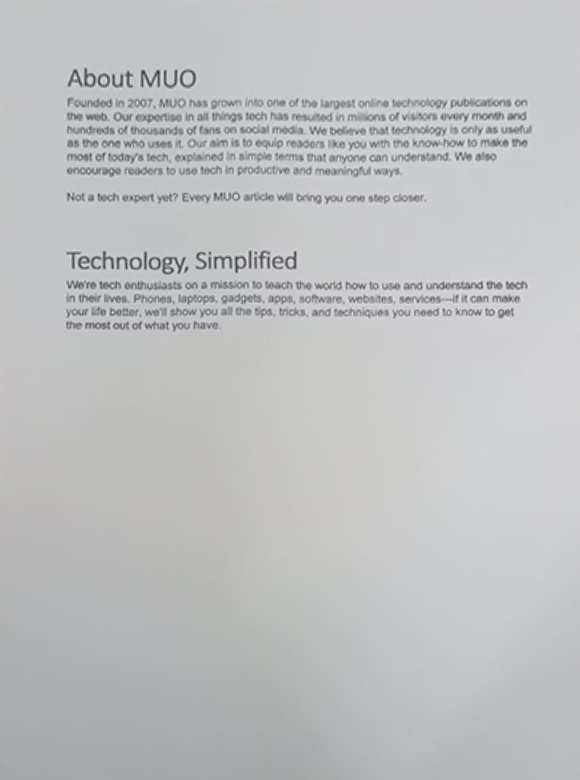 About MUO
Founded in 2007, MUO has grown into one of the largest online technology publications on
the web. Our expertise in all things tech has resulted in millions of visitors every month and
hundreds of thousands of fans on social media. We believe that technology is only as useful
as the one who uses it. Our aim is to equip readers like you with the know-how to make the
most of today's tech, explained in simple terms that anyone can understand. We also
encourage readers to use tech in productive and meaningful ways.
Not a tech expert yet? Every MUO article will bring you one step closer.
Technology, Simplified
We're tech enthusiasts on a mission to teach the world how to use and understand the tech
in their lives. Phones, laptops, gadgets, apps, software, websites, services—if it can make
your life better, we'll show you all the tips, tricks, and techniques you need to know to get
the most out of what you have.